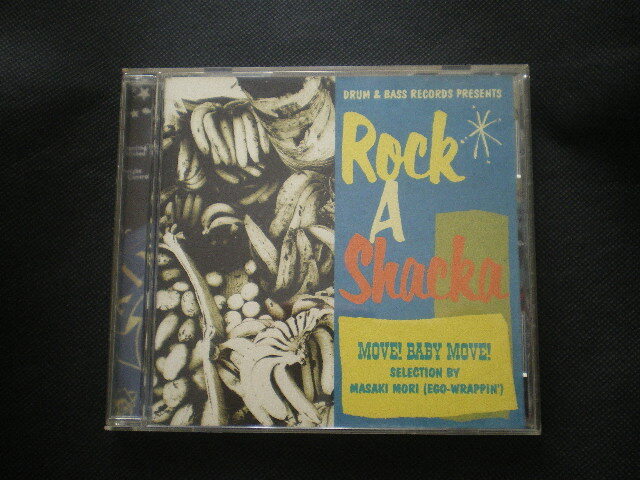 DRUM & BASS RECORDS PRESENTS
Rock
A
Shacka
MOVE! BABY MOVE!
SELECTION BY
MASAKI MORI (EGO-WRAPPIN')